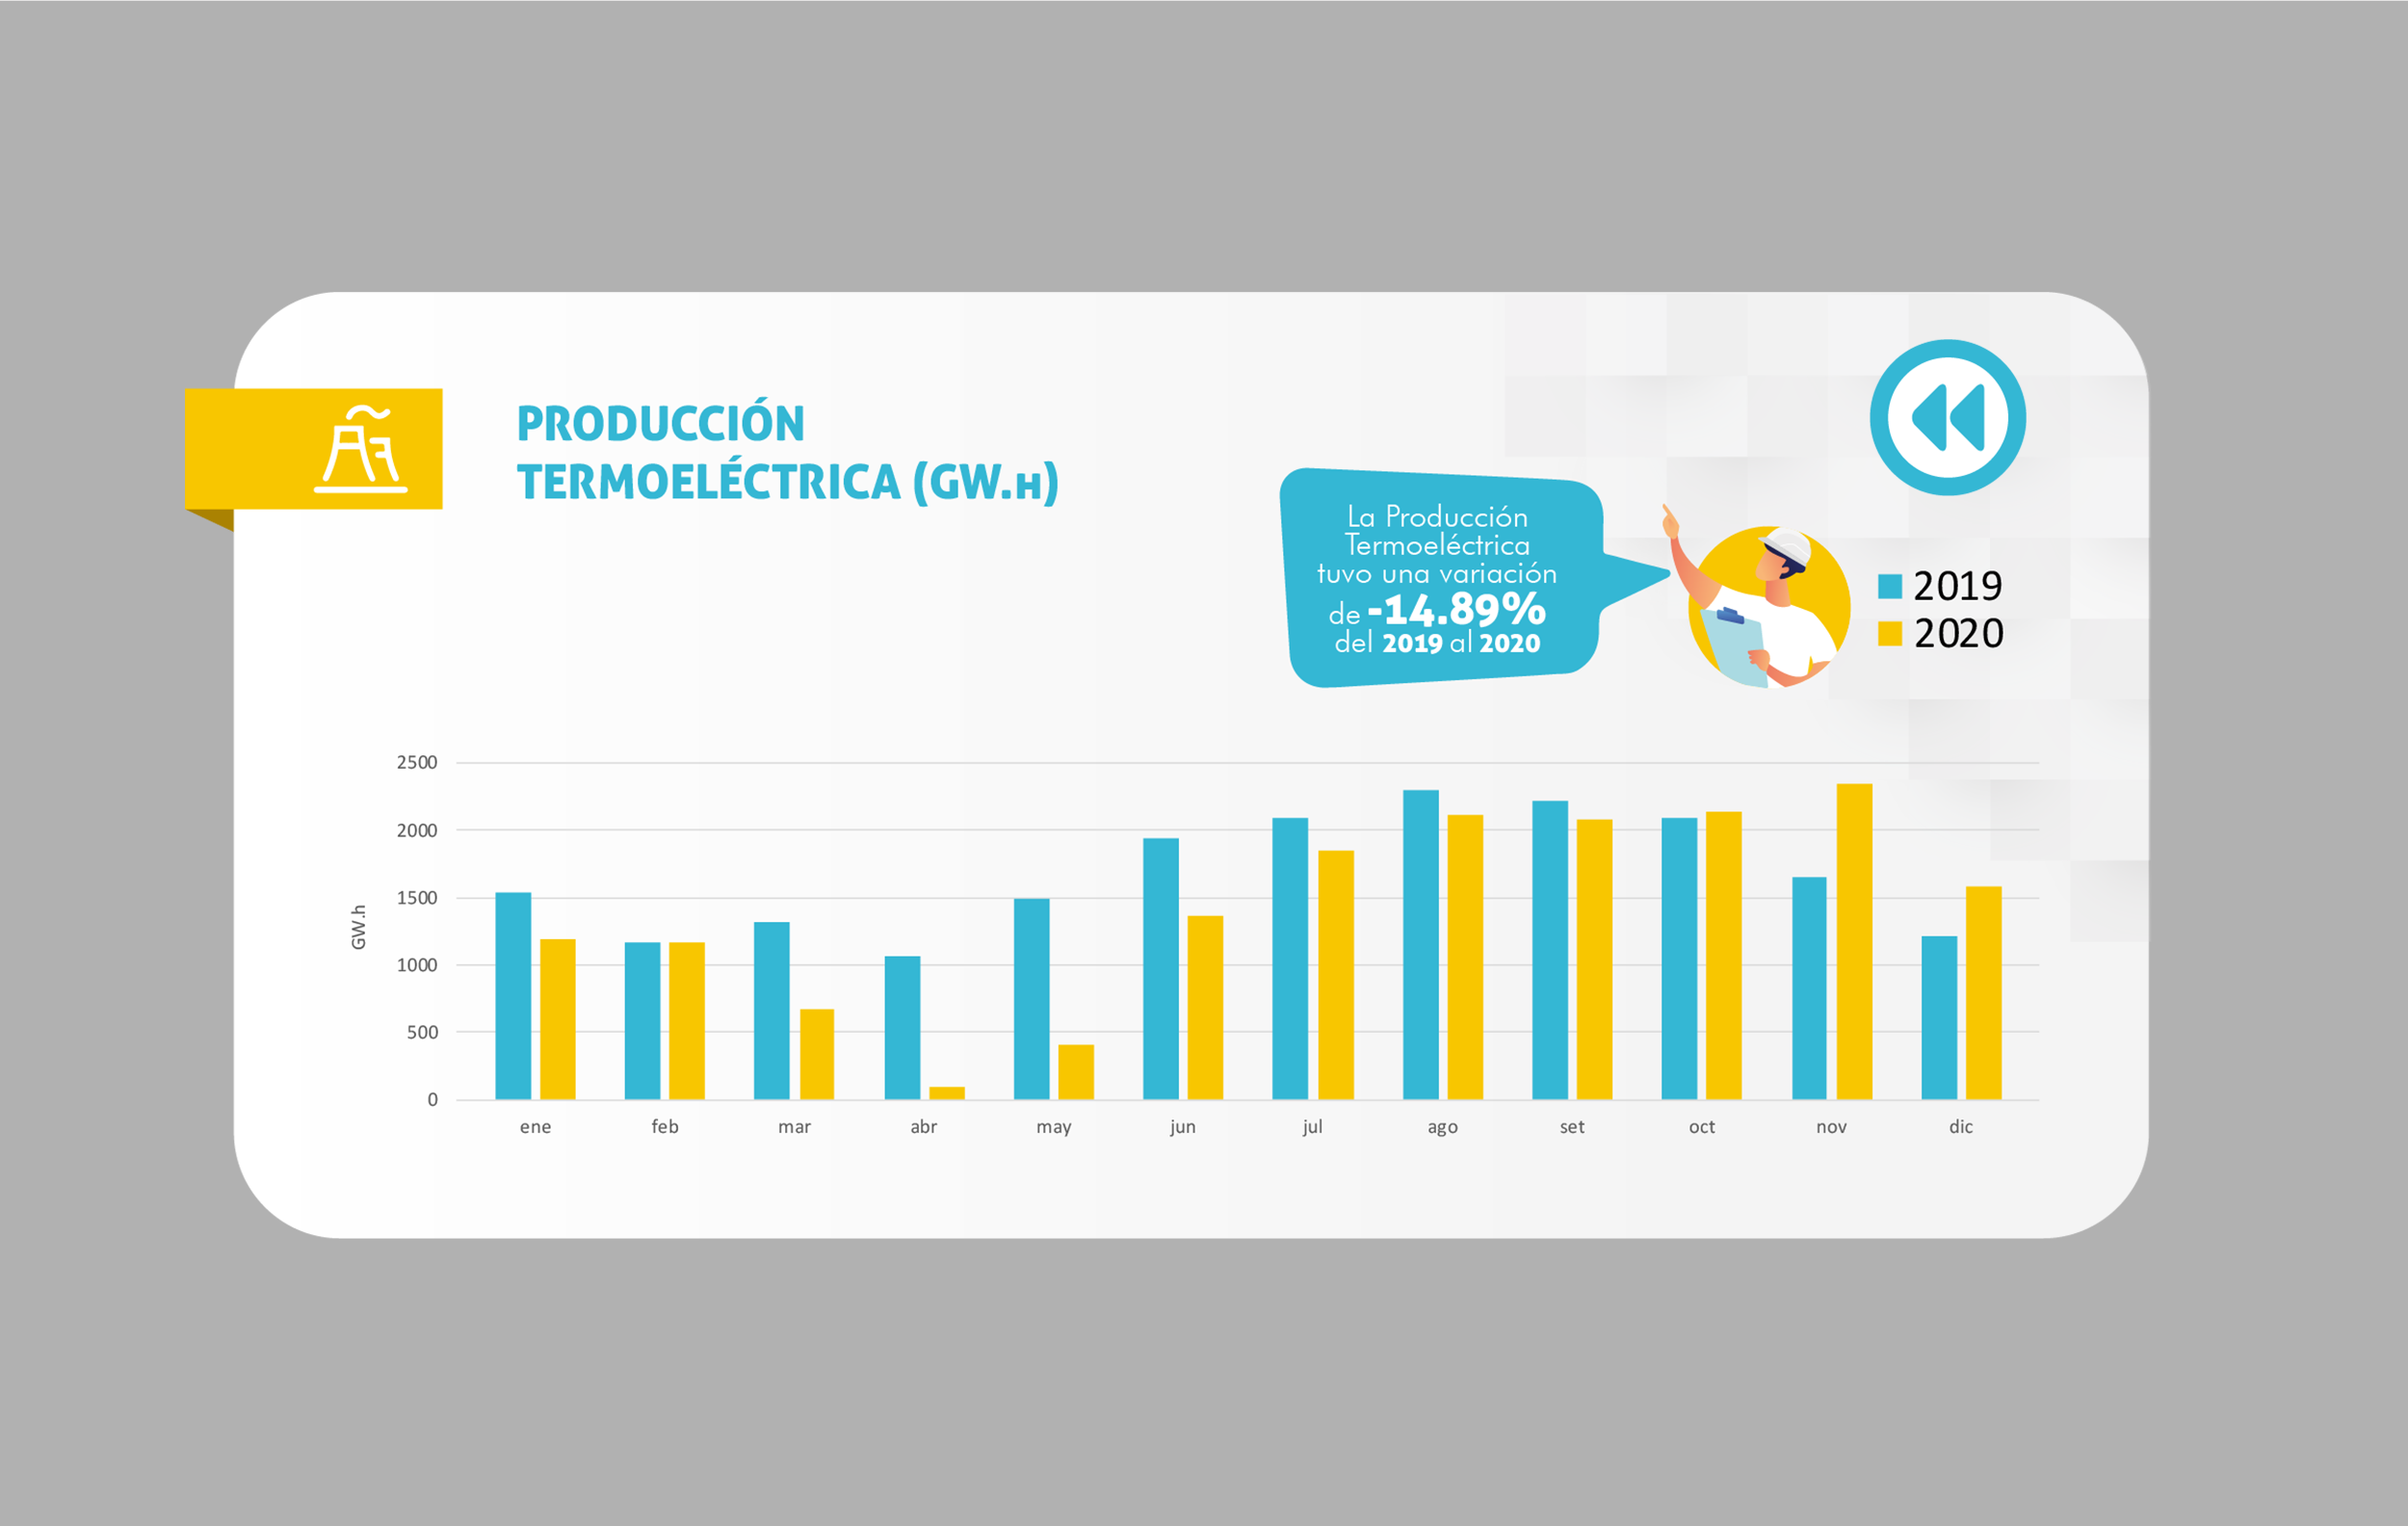 PRODUCCIÓN
TERMOELÉCTRICA (GW.H)
La Producción
Termoeléctrica
tuvo una variación
de -14.89%
del 2019 al 2020
2019
2020
2500
2000
1500
1000
500
0
GW.h
ene feb mar abr may jun jul ago set oct nov dic